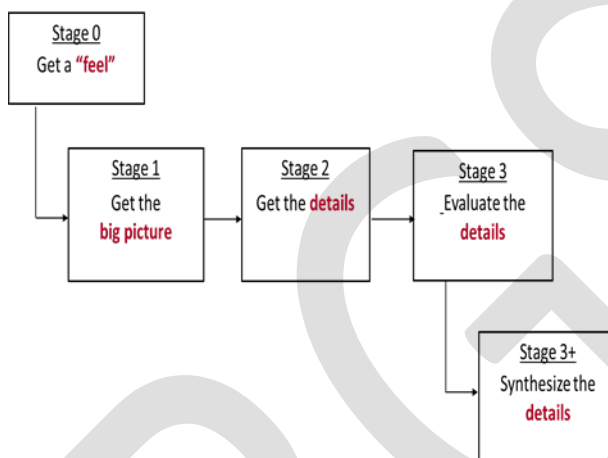 Stage 0
Get a “feel”
Stage 1
Get the
big picture
Stage 2
Get the details
Stage 3
Evaluate the
details
Stage 3+
Synthesize the
details